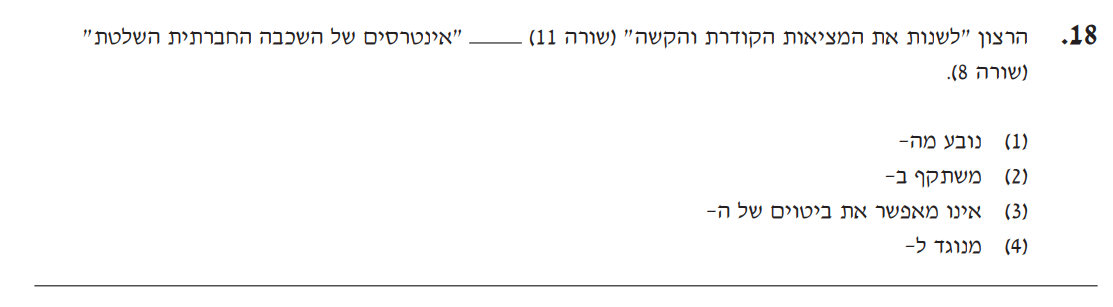 18. הרצון "לשנות את המציאות הקודרת והקשה" (שורה 11) _____ "אינטרסים של השכבה החברתית השלטת"
(שורה 8).
(1) נובע מה-
(2) משתקף ב-
(3) אינו מאפשר את ביטוים של ה-
(4) מנוגד ל-